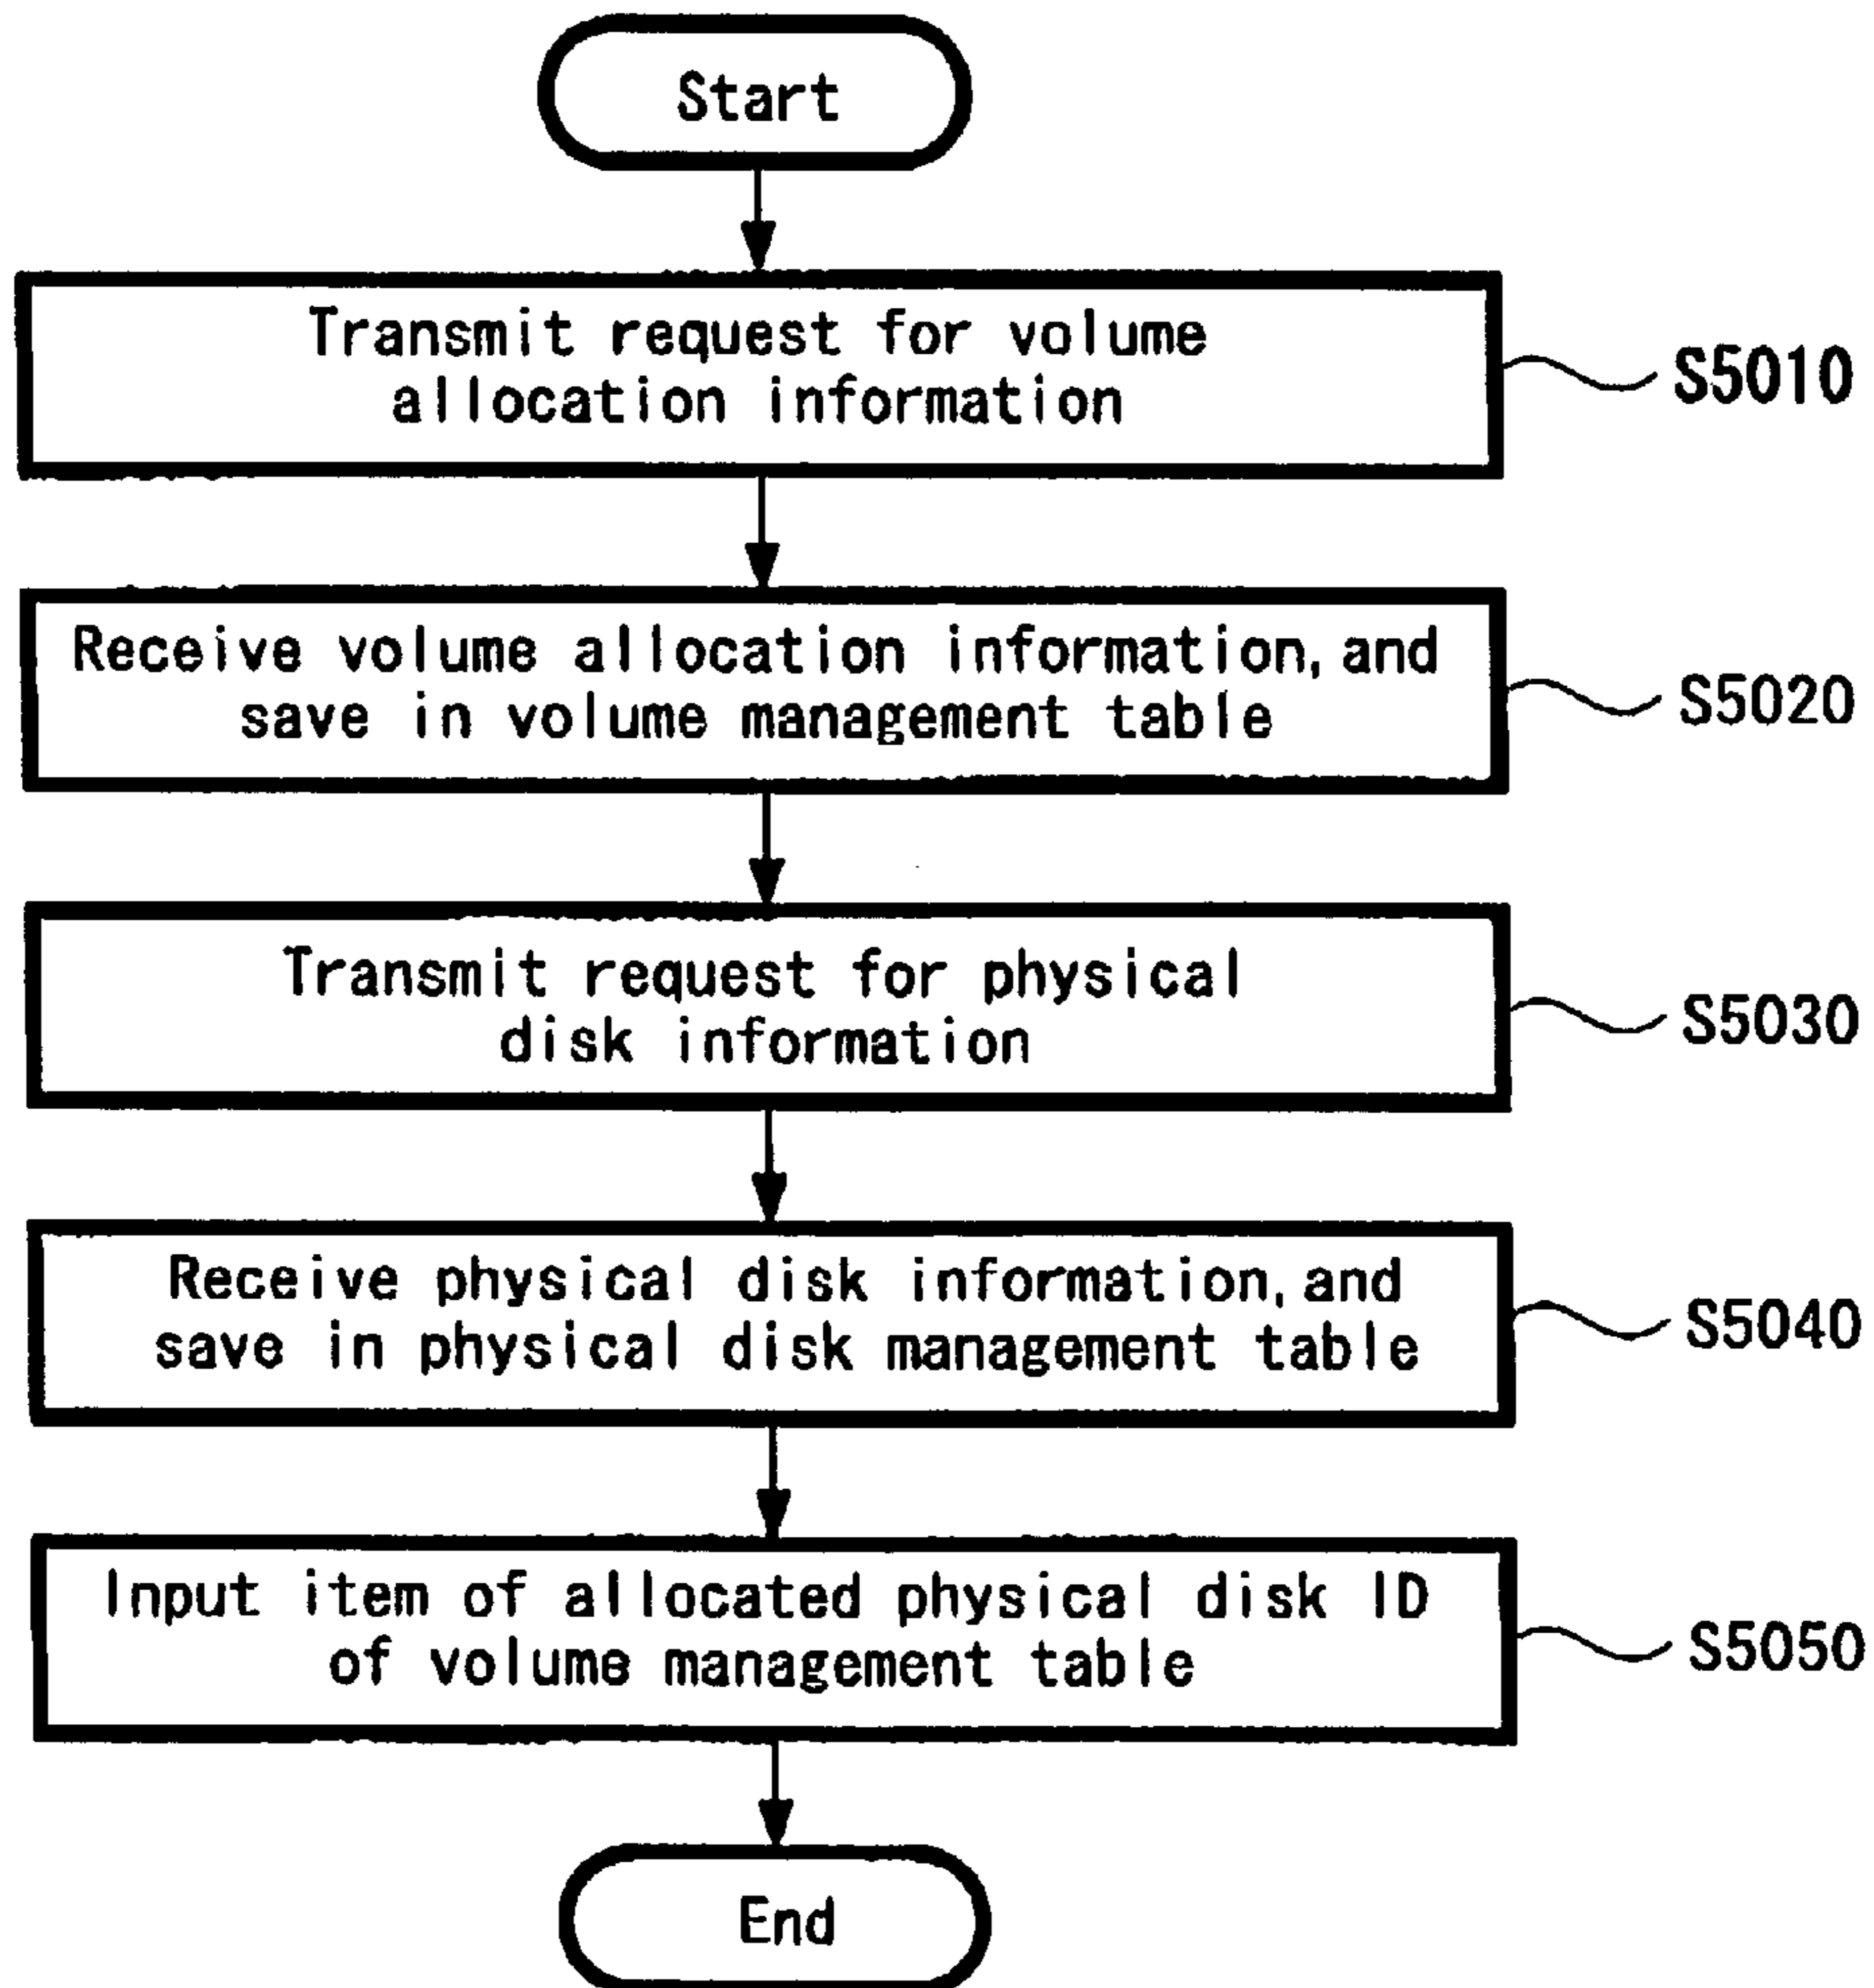 Start
Transmit request for volume
allocation information
S5010
Receive volume allocation information, and
save in volume management table
S5020
Transmit request for physical
disk information
S5030
Receive physical disk information, and
save in physical disk management table
S5040
Input item of allocated physical disk ID
of volume management table
S5050
End